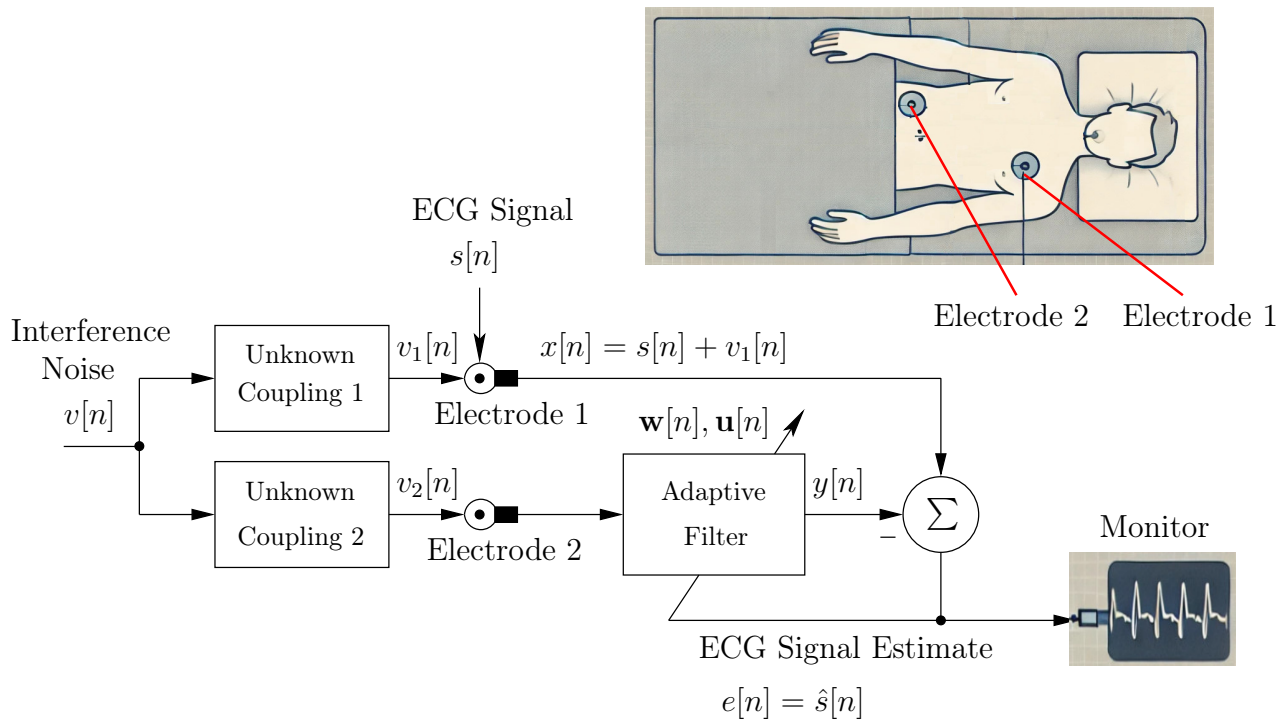 ECG Signal
s[n]
Electrode 2
Electrode 1
Interference
Noise
v[n]
Unknown
Coupling 1
v₁[n]
x[n] = s[n] + v₁[n]
Electrode 1
w[n], u[n]
Unknown
Coupling 2
v₂[n]
Electrode 2
Adaptive
Filter
y[n]
Σ
−
Monitor
ECG Signal Estimate
e[n] = ŝ[n]